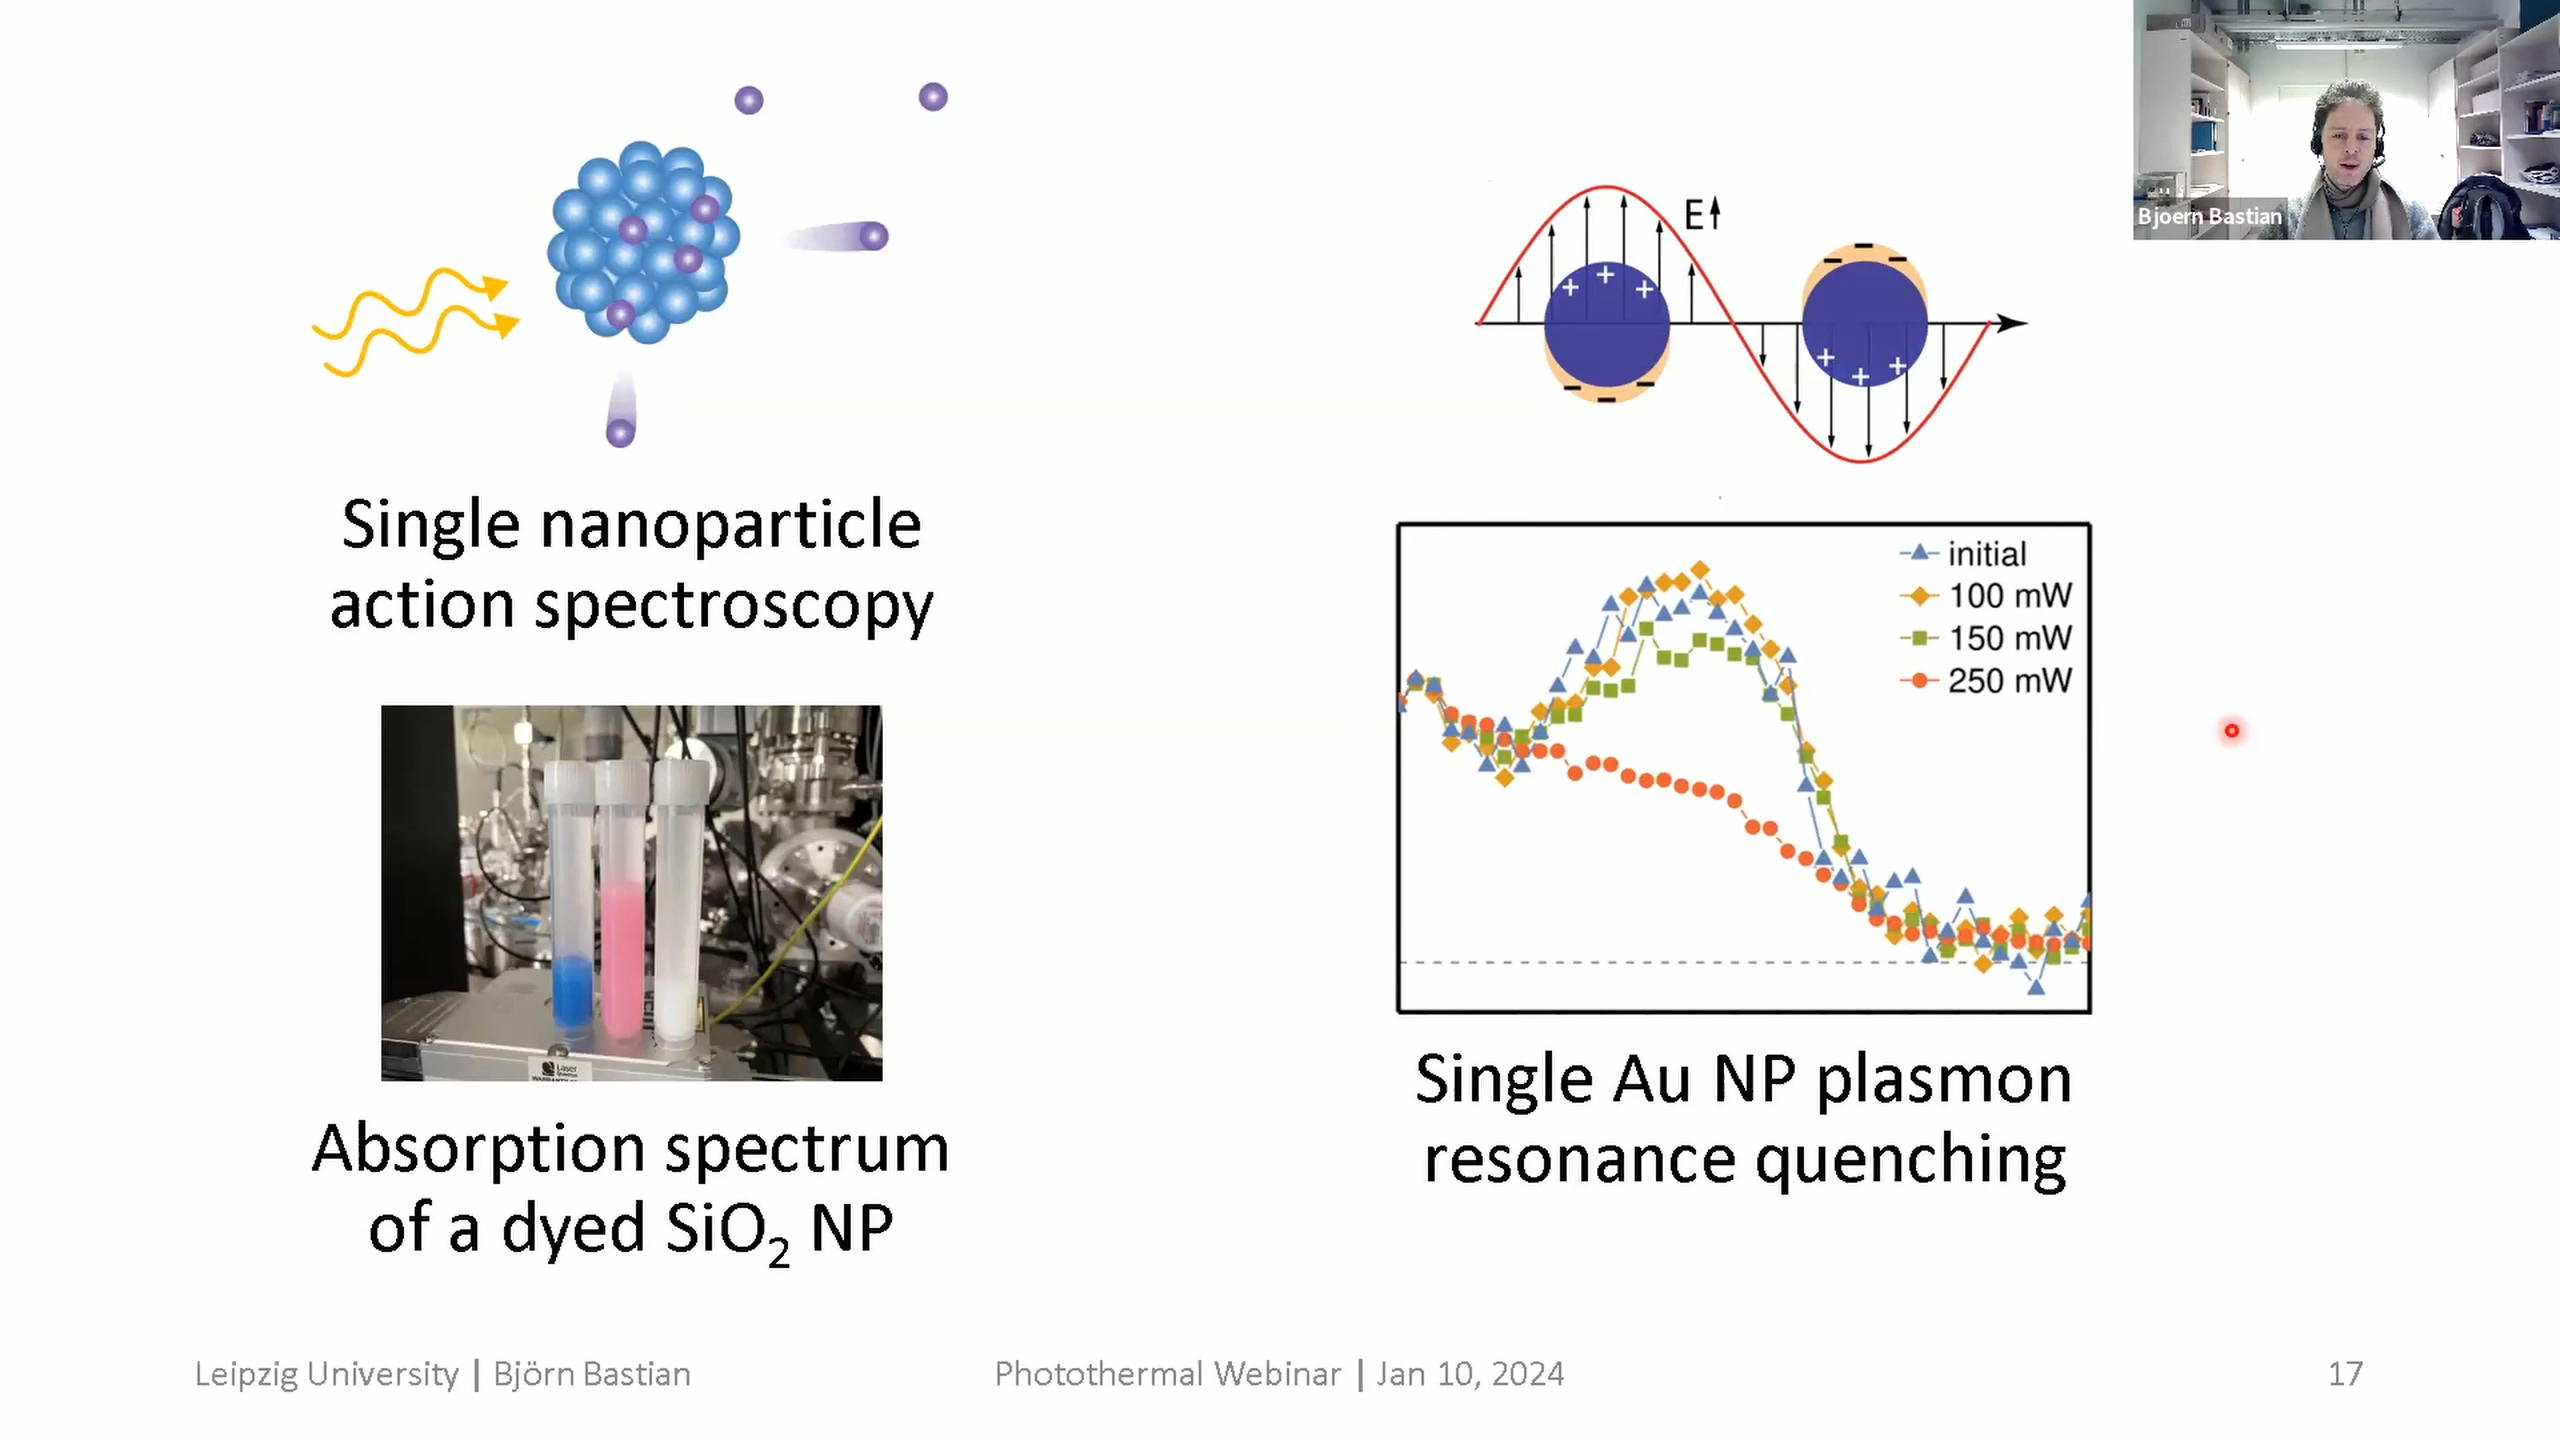 Bjoern Bastian
E
+ + +
- - -
- - -
+ + +
Single nanoparticle
action spectroscopy
initial
100 mW
150 mW
250 mW
Laser
Absorption spectrum
of a dyed SiO₂ NP
Single Au NP plasmon
resonance quenching
Leipzig University | Björn Bastian
Photothermal Webinar | Jan 10, 2024
17